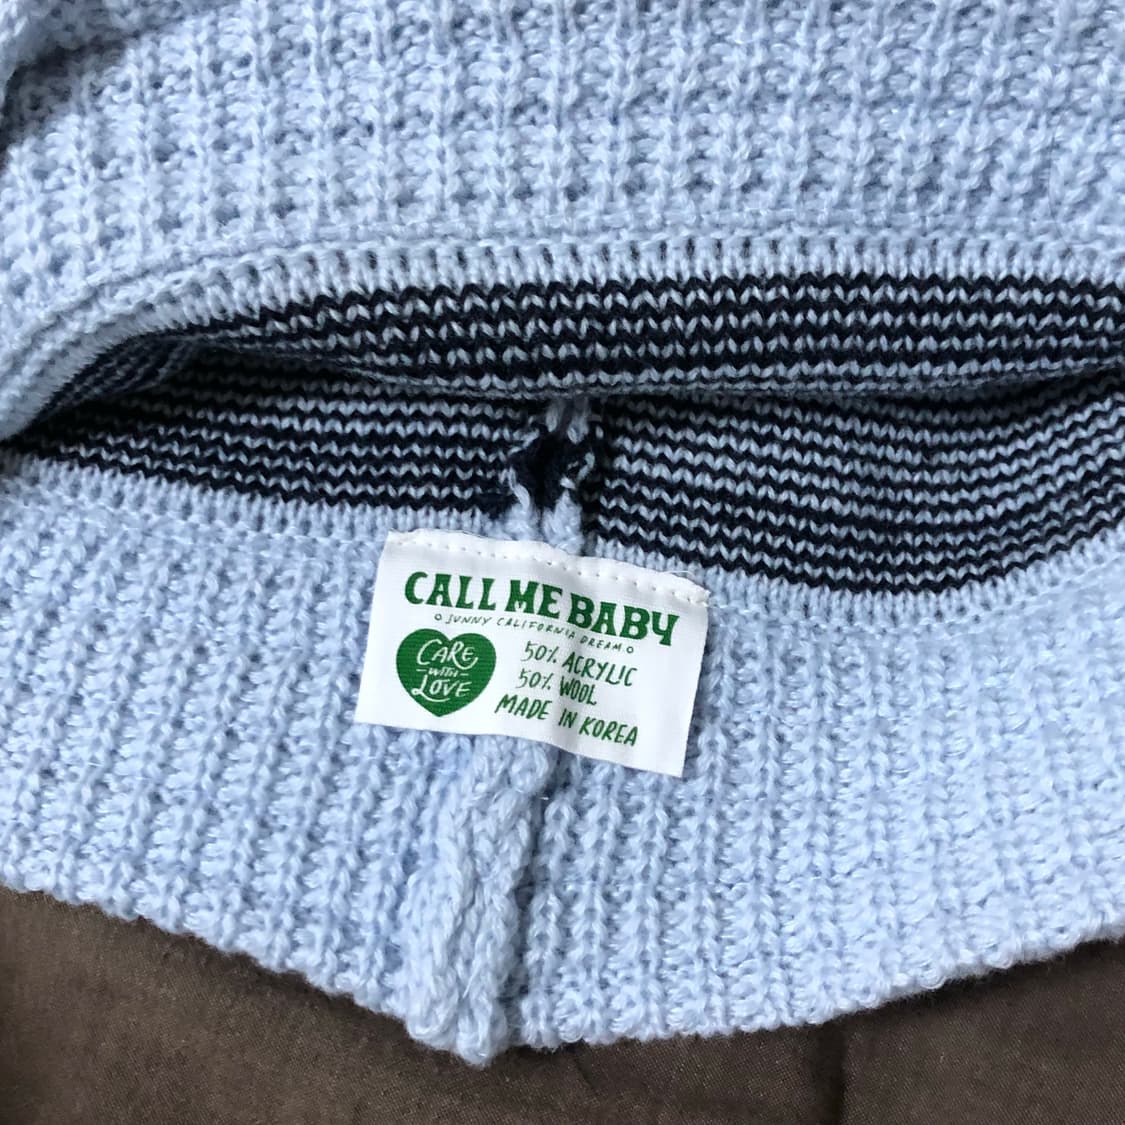 CALL ME BABY
SUNNY CALIFORNIA DREAM
CARE
WITH
LOVE
50% ACRYLIC
50% WOOL
MADE IN KOREA